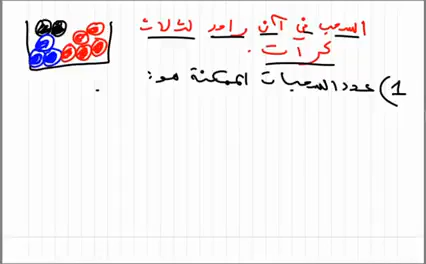 السحب في آن واحد لثلاث
كرات .
1) عدد السحبات الممكنة هو: